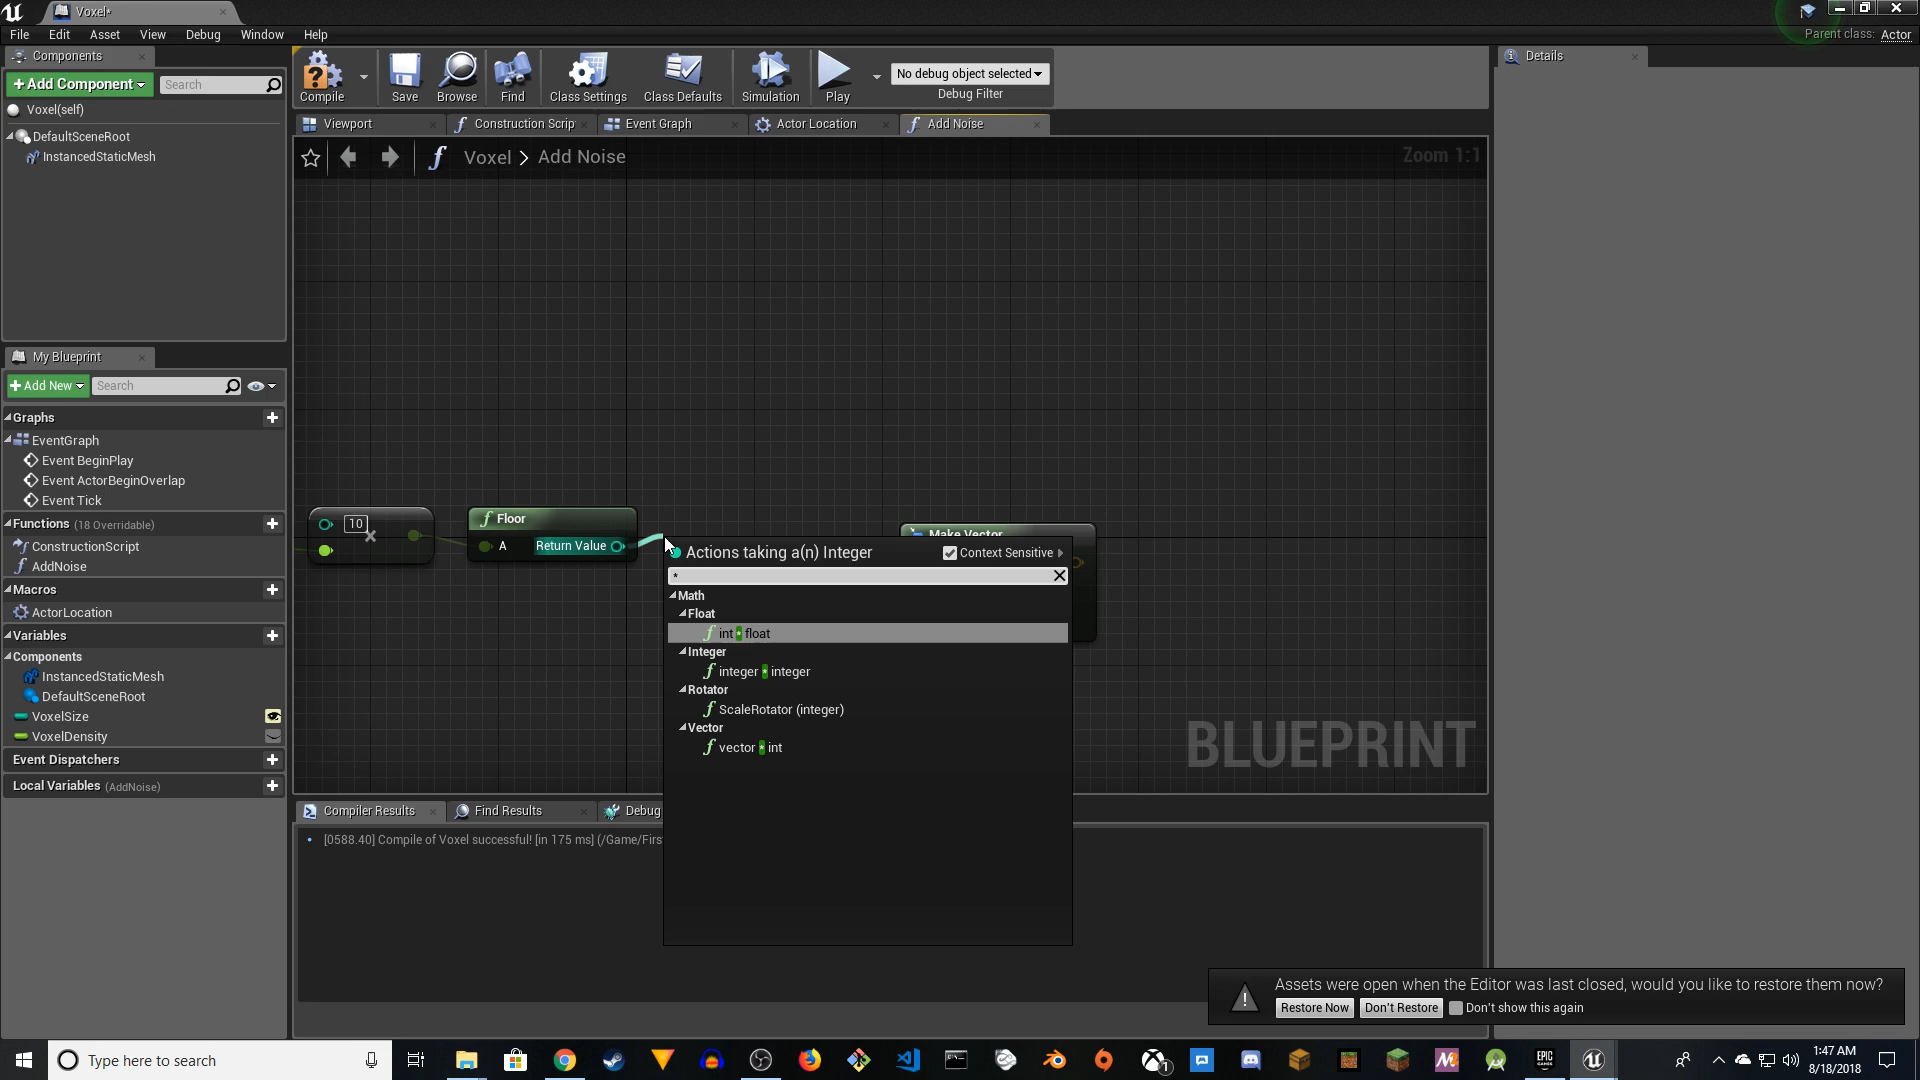 Voxel*
File Edit Asset View Debug Window Help
Parent class: Actor
Components
+Add Component
Search
Voxel(self)
DefaultSceneRoot
InstancedStaticMesh
Compile
Save
Browse
Find
Class Settings
Class Defaults
Simulation
Play
No debug object selected
Debug Filter
Details
Viewport
Construction Scrip
Event Graph
Actor Location
Add Noise
Voxel > Add Noise
Zoom 1:1
My Blueprint
+Add New
Search
Graphs
EventGraph
Event BeginPlay
Event ActorBeginOverlap
Event Tick
Functions (18 Overridable)
ConstructionScript
AddNoise
Macros
ActorLocation
Variables
Components
InstancedStaticMesh
DefaultSceneRoot
VoxelSize
VoxelDensity
Event Dispatchers
Local Variables (AddNoise)
10
Floor
A
Return Value
Make Vector
Actions taking a(n) Integer
Context Sensitive
*
Math
Float
int * float
Integer
integer * integer
Rotator
ScaleRotator (integer)
Vector
vector * int
BLUEPRINT
Compiler Results
Find Results
Debug
[0588.40] Compile of Voxel successful! [in 175 ms] (/Game/Firs
Assets were open when the Editor was last closed, would you like to restore them now?
Restore Now
Don't Restore
Don't show this again
Type here to search
EPIC GAMES
1:47 AM
8/18/2018